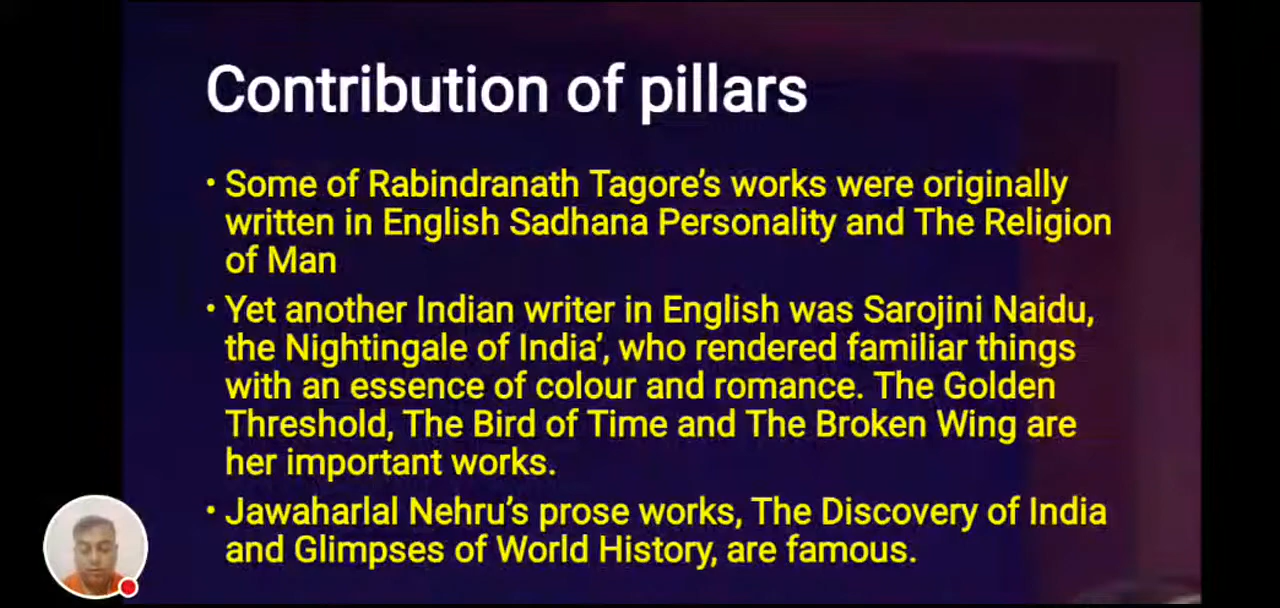 Contribution of pillars
• Some of Rabindranath Tagore's works were originally
written in English Sadhana Personality and The Religion
of Man
• Yet another Indian writer in English was Sarojini Naidu,
the Nightingale of India', who rendered familiar things
with an essence of colour and romance. The Golden
Threshold, The Bird of Time and The Broken Wing are
her important works.
• Jawaharlal Nehru's prose works, The Discovery of India
and Glimpses of World History, are famous.